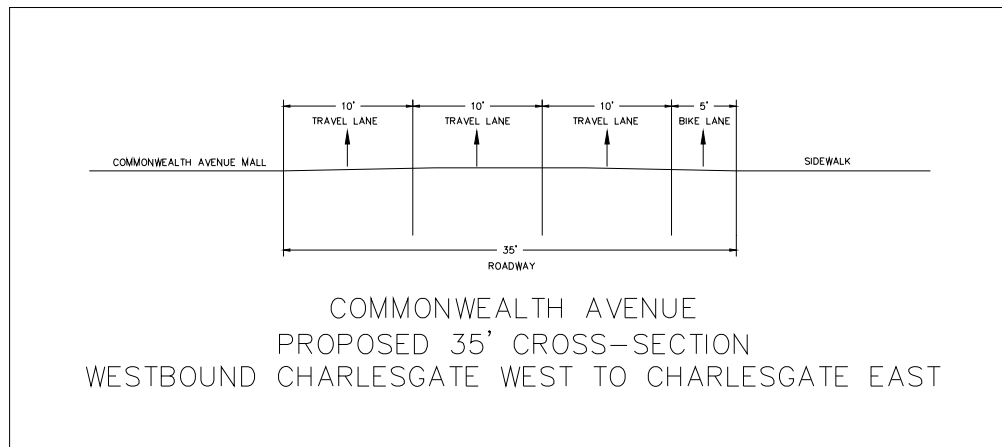 10' 10' 10' 5'
TRAVEL LANE TRAVEL LANE TRAVEL LANE BIKE LANE
COMMONWEALTH AVENUE MALL SIDEWALK
35'
ROADWAY
COMMONWEALTH AVENUE
PROPOSED 35' CROSS-SECTION
WESTBOUND CHARLESGATE WEST TO CHARLESGATE EAST